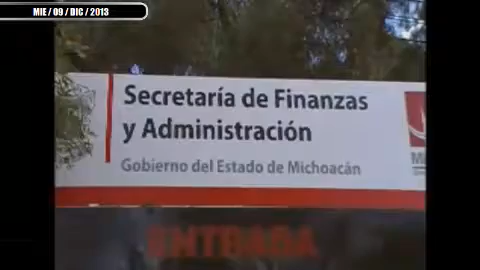 MIE / 09 / DIC / 2013
Secretaría de Finanzas
y Administración
Gobierno del Estado de Michoacán
ENTRADA